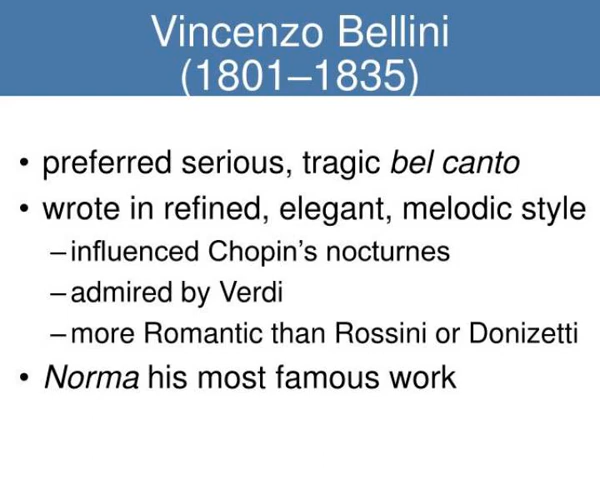 Vincenzo Bellini
(1801–1835)
• preferred serious, tragic bel canto
• wrote in refined, elegant, melodic style
–influenced Chopin’s nocturnes
–admired by Verdi
–more Romantic than Rossini or Donizetti
• Norma his most famous work